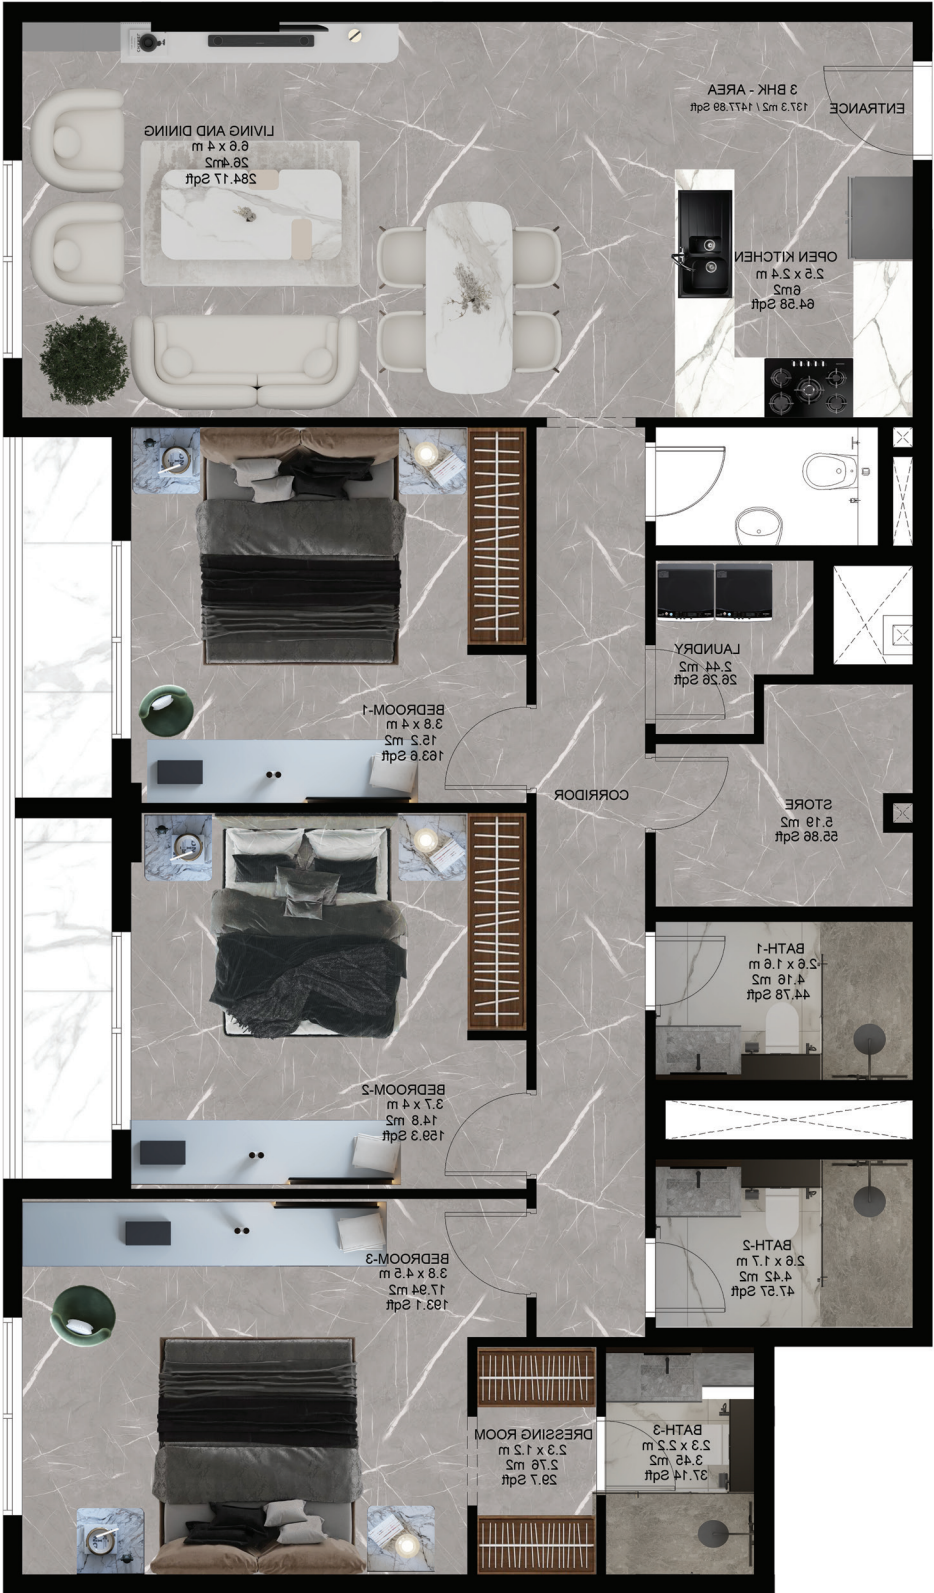 3 BHK - AREA
137.3 m2 / 1477.89 Sqft
ENTRANCE
LIVING AND DINING
6.6 x 4 m
26.4m2
284.17 Sqft
OPEN KITCHEN
2.5 x 2.4 m
6m2
64.58 Sqft
LAUNDRY
2.44 m2
26.26 Sqft
BEDROOM-1
3.8 x 4 m
15.2 m2
163.6 Sqft
CORRIDOR
STORE
5.19 m2
55.86 Sqft
BATH-1
2.6 x 1.6 m
4.16 m2
44.78 Sqft
BEDROOM-2
3.7 x 4 m
14.8 m2
159.3 Sqft
BATH-2
2.6 x 1.7 m
4.42 m2
47.57 Sqft
BEDROOM-3
3.8 x 4.5 m
17.94 m2
193.1 Sqft
DRESSING ROOM
2.3 x 1.2 m
2.76 m2
29.7 Sqft
BATH-3
2.3 x 2.2 m
3.45 m2
37.14 Sqft